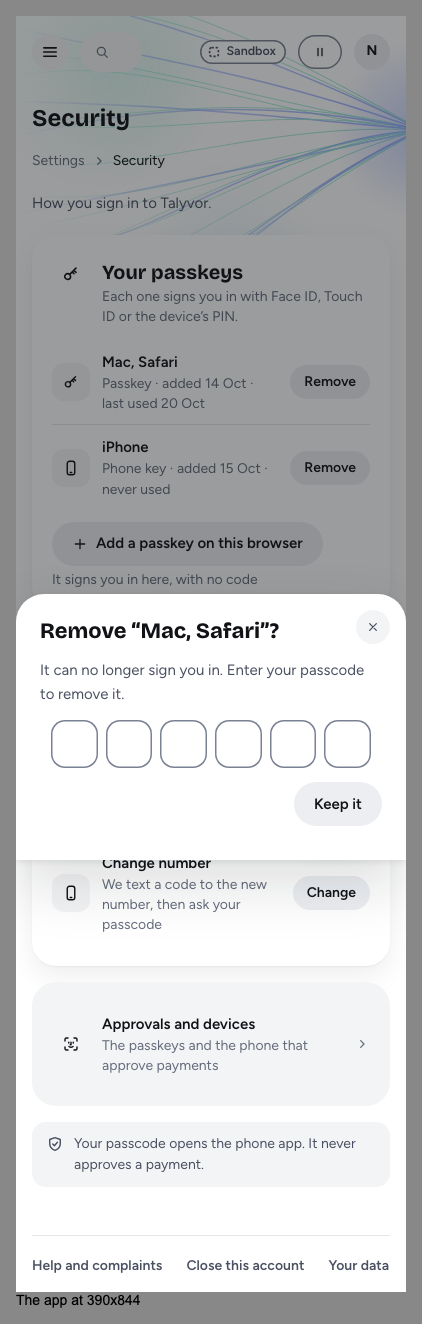 Sandbox
N
Security
Settings > Security
How you sign in to Talyvor.
Your passkeys
Each one signs you in with Face ID, Touch
ID or the device’s PIN.
Mac, Safari
Passkey · added 14 Oct ·
last used 20 Oct
Remove
iPhone
Phone key · added 15 Oct ·
never used
Remove
+ Add a passkey on this browser
It signs you in here, with no code
Remove “Mac, Safari”?
It can no longer sign you in. Enter your passcode
to remove it.
Keep it
Change number
We text a code to the new
number, then ask your
passcode
Change
Approvals and devices
The passkeys and the phone that
approve payments
Your passcode opens the phone app. It never
approves a payment.
Help and complaints Close this account Your data
The app at 390x844